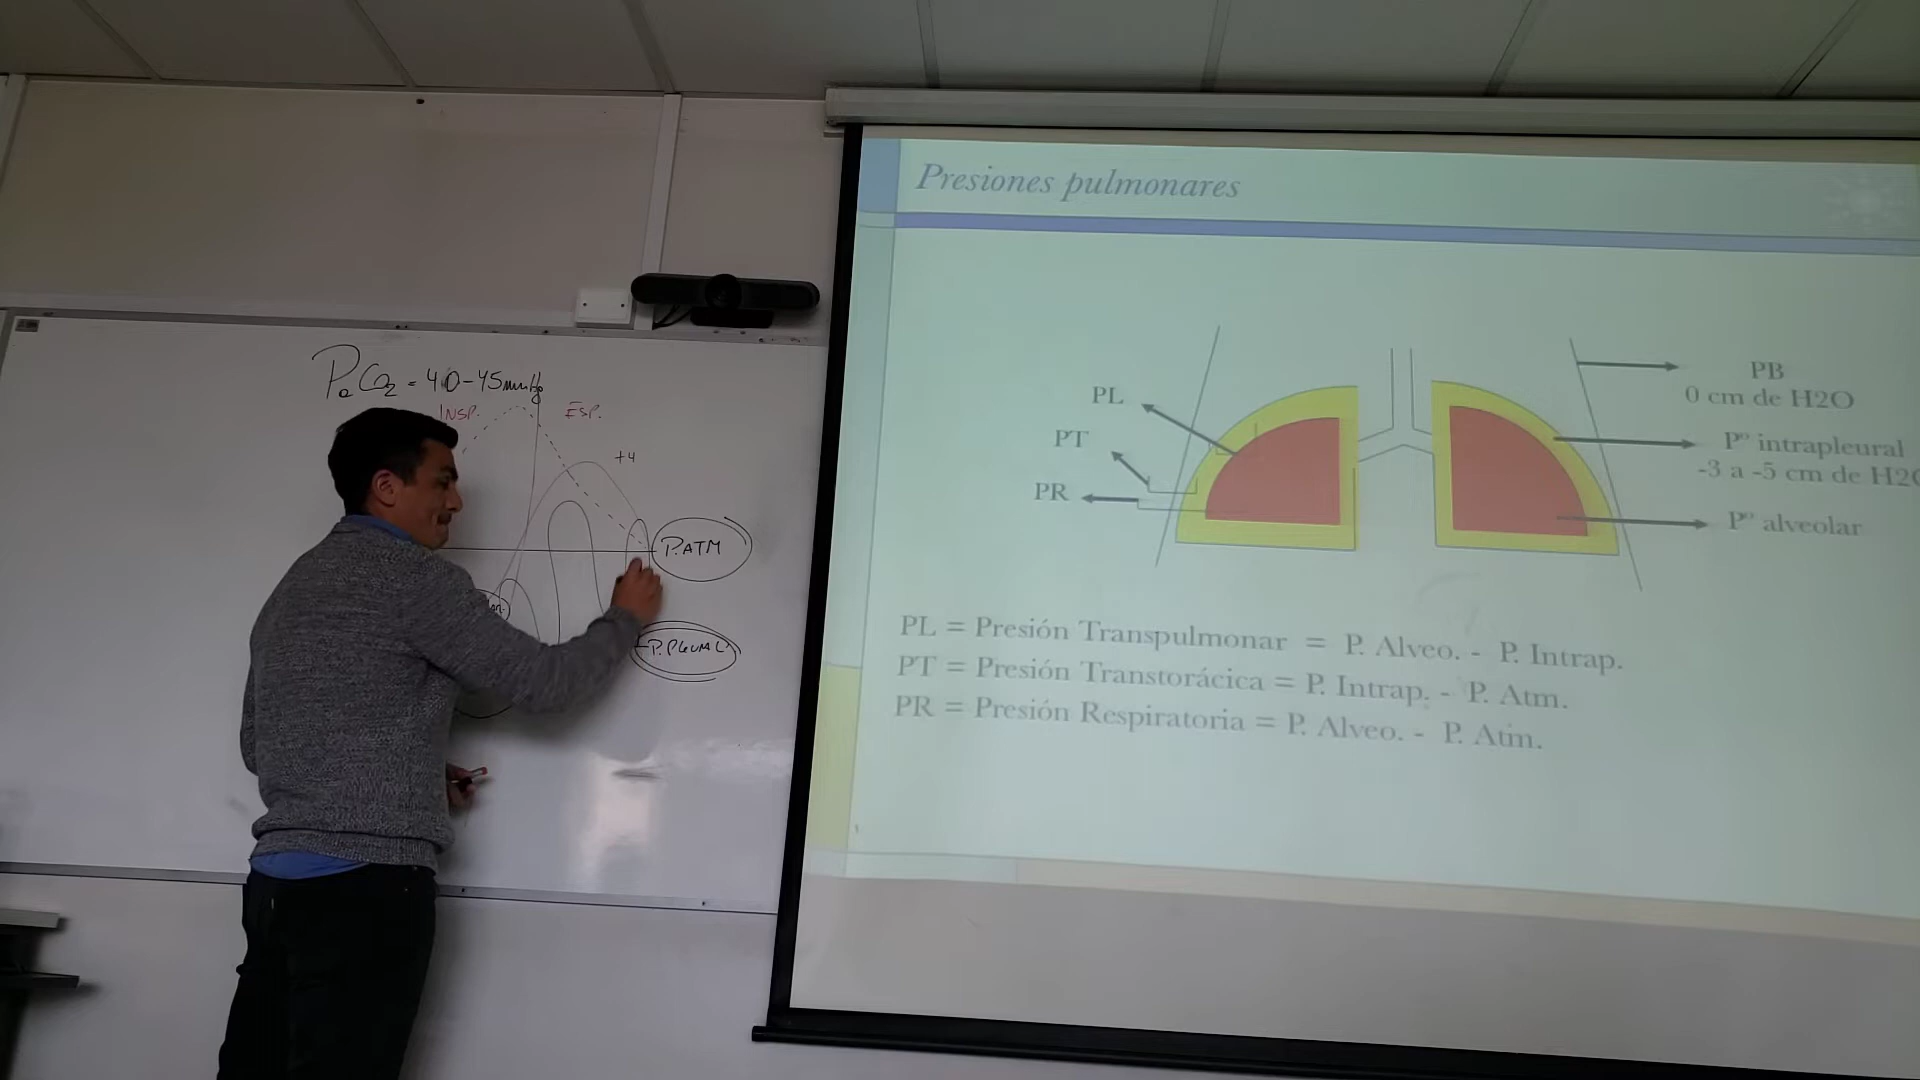 PaCO2 = 40-45mmHg
INSP. ESP.
+4
P.ATM
P.PLEURAL
Presiones pulmonares
PL
PT
PR
PB
0 cm de H2O
Pº intrapleural
-3 a -5 cm de H2O
Pº alveolar
PL = Presión Transpulmonar = P. Alveo. - P. Intrap.
PT = Presión Transtorácica = P. Intrap. - P. Atm.
PR = Presión Respiratoria = P. Alveo. - P. Atm.